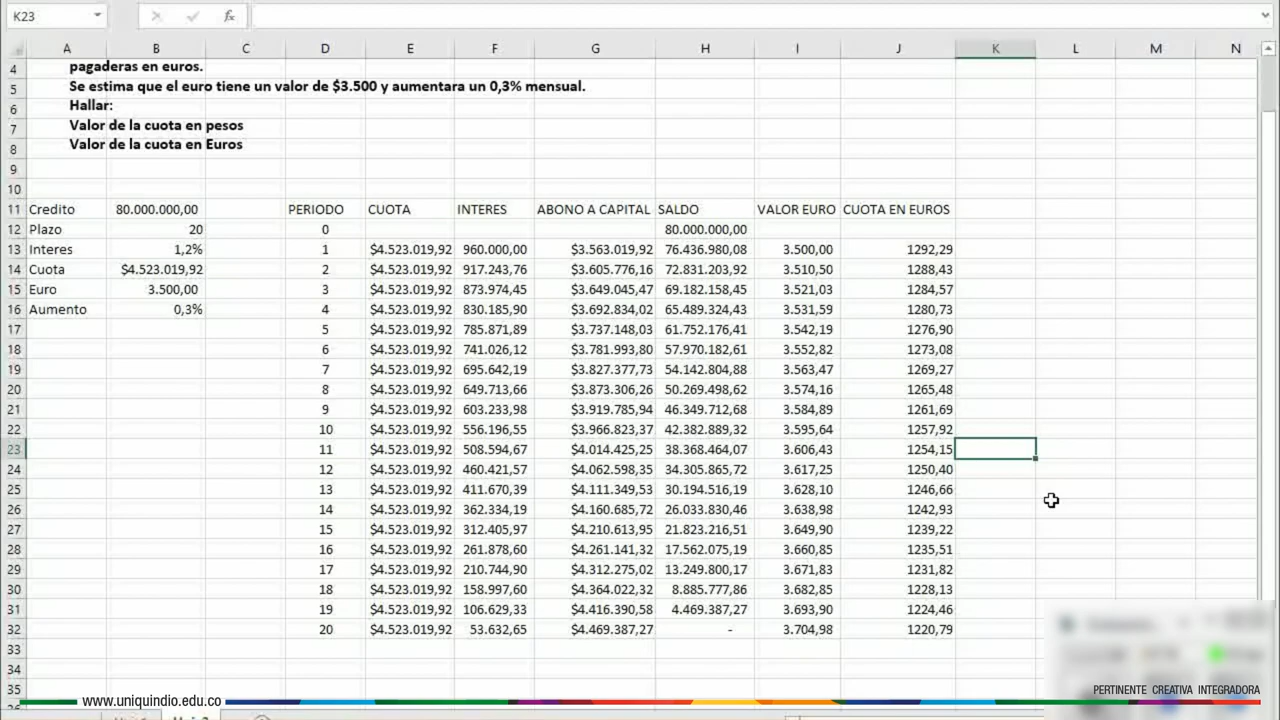 K23 fx
A B C D E F G H I J K L M N
4 pagaderas en euros.
5 Se estima que el euro tiene un valor de $3.500 y aumentara un 0,3% mensual.
6 Hallar:
7 Valor de la cuota en pesos
8 Valor de la cuota en Euros
9
10
11 Credito 80.000.000,00 PERIODO CUOTA INTERES ABONO A CAPITAL SALDO VALOR EURO CUOTA EN EUROS
12 Plazo 20 0 80.000.000,00
13 Interes 1,2% 1 $4.523.019,92 960.000,00 $3.563.019,92 76.436.980,08 3.500,00 1292,29
14 Cuota $4.523.019,92 2 $4.523.019,92 917.243,76 $3.605.776,16 72.831.203,92 3.510,50 1288,43
15 Euro 3.500,00 3 $4.523.019,92 873.974,45 $3.649.045,47 69.182.158,45 3.521,03 1284,57
16 Aumento 0,3% 4 $4.523.019,92 830.185,90 $3.692.834,02 65.489.324,43 3.531,59 1280,73
17 5 $4.523.019,92 785.871,89 $3.737.148,03 61.752.176,41 3.542,19 1276,90
18 6 $4.523.019,92 741.026,12 $3.781.993,80 57.970.182,61 3.552,82 1273,08
19 7 $4.523.019,92 695.642,19 $3.827.377,73 54.142.804,88 3.563,47 1269,27
20 8 $4.523.019,92 649.713,66 $3.873.306,26 50.269.498,62 3.574,16 1265,48
21 9 $4.523.019,92 603.233,98 $3.919.785,94 46.349.712,68 3.584,89 1261,69
22 10 $4.523.019,92 556.196,55 $3.966.823,37 42.382.889,32 3.595,64 1257,92
23 11 $4.523.019,92 508.594,67 $4.014.425,25 38.368.464,07 3.606,43 1254,15
24 12 $4.523.019,92 460.421,57 $4.062.598,35 34.305.865,72 3.617,25 1250,40
25 13 $4.523.019,92 411.670,39 $4.111.349,53 30.194.516,19 3.628,10 1246,66
26 14 $4.523.019,92 362.334,19 $4.160.685,72 26.033.830,46 3.638,98 1242,93
27 15 $4.523.019,92 312.405,97 $4.210.613,95 21.823.216,51 3.649,90 1239,22
28 16 $4.523.019,92 261.878,60 $4.261.141,32 17.562.075,19 3.660,85 1235,51
29 17 $4.523.019,92 210.744,90 $4.312.275,02 13.249.800,17 3.671,83 1231,82
30 18 $4.523.019,92 158.997,60 $4.364.022,32 8.885.777,86 3.682,85 1228,13
31 19 $4.523.019,92 106.629,33 $4.416.390,58 4.469.387,27 3.693,90 1224,46
32 20 $4.523.019,92 53.632,65 $4.469.387,27 - 3.704,98 1220,79
33
34
35
PERTINENTE CREATIVA INTEGRADORA
www.uniquindio.edu.co